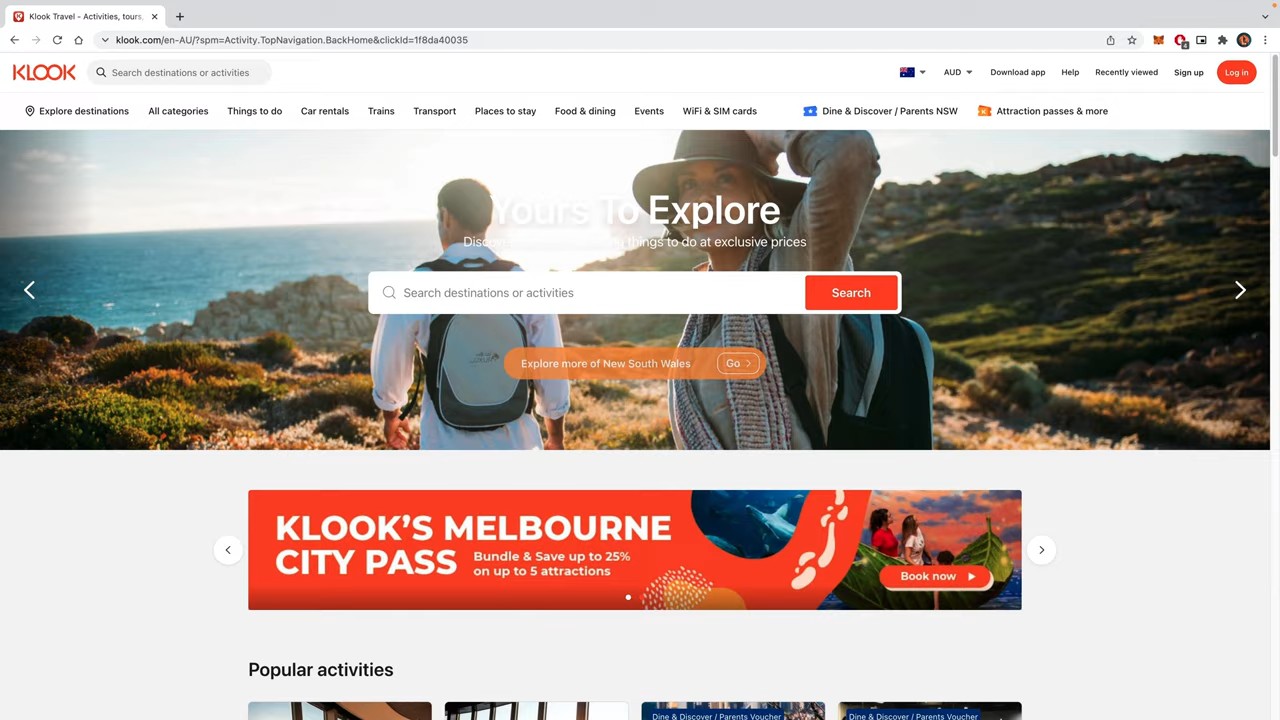 Klook Travel - Activities, tours,
klook.com/en-AU/?spm=Activity.TopNavigation.BackHome&clickId=1f8da40035
KLOOK
Search destinations or activities
AUD
Download app
Help
Recently viewed
Sign up
Log in
Explore destinations
All categories
Things to do
Car rentals
Trains
Transport
Places to stay
Food & dining
Events
WiFi & SIM cards
Dine & Discover / Parents NSW
Attraction passes & more
Yours To Explore
things to do at exclusive prices
Search destinations or activities
Search
Explore more of New South Wales
Go
KLOOK'S MELBOURNE
CITY PASS
Bundle & Save up to 25%
on up to 5 attractions
Book now
Popular activities
Dine & Discover / Parents Voucher
Dine & Discover / Parents Voucher